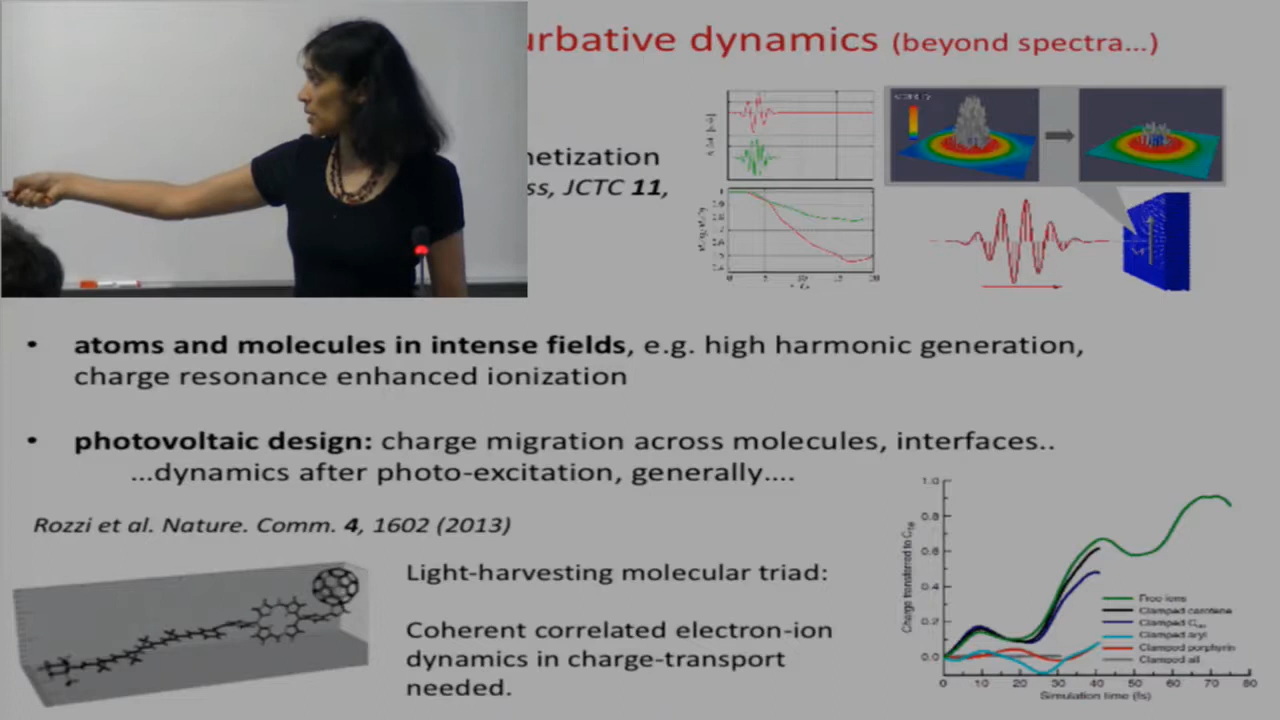 urbative dynamics (beyond spectra...)
netization
ss, JCTC 11,
• atoms and molecules in intense fields, e.g. high harmonic generation,
charge resonance enhanced ionization
• photovoltaic design: charge migration across molecules, interfaces..
...dynamics after photo-excitation, generally....
Rozzi et al. Nature. Comm. 4, 1602 (2013)
Light-harvesting molecular triad:
Coherent correlated electron-ion
dynamics in charge-transport
needed.
Charge transferred to C
1.0
0.8
0.6
0.4
0.2
0.0
Free ions
Clamped carotene
Clamped C
Clamped aryl
Clamped porphyrin
Clamped all
0 10 20 30 40 50 60 70 80
Simulation time (fs)